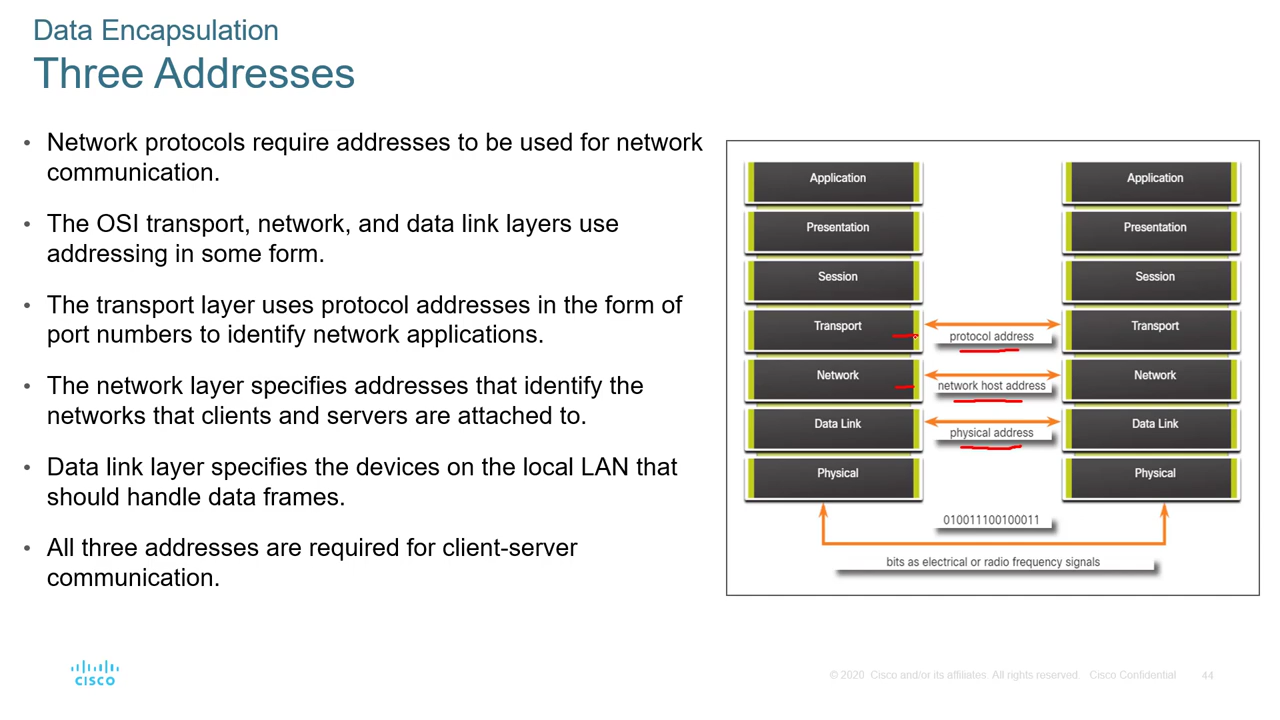 Data Encapsulation
Three Addresses
• Network protocols require addresses to be used for network
communication.
• The OSI transport, network, and data link layers use
addressing in some form.
• The transport layer uses protocol addresses in the form of
port numbers to identify network applications.
• The network layer specifies addresses that identify the
networks that clients and servers are attached to.
• Data link layer specifies the devices on the local LAN that
should handle data frames.
• All three addresses are required for client-server
communication.
Application Application
Presentation Presentation
Session Session
Transport Transport
protocol address
Network Network
network host address
Data Link Data Link
physical address
Physical Physical
010011100100011
bits as electrical or radio frequency signals
CISCO
© 2020 Cisco and/or its affiliates. All rights reserved. Cisco Confidential 44